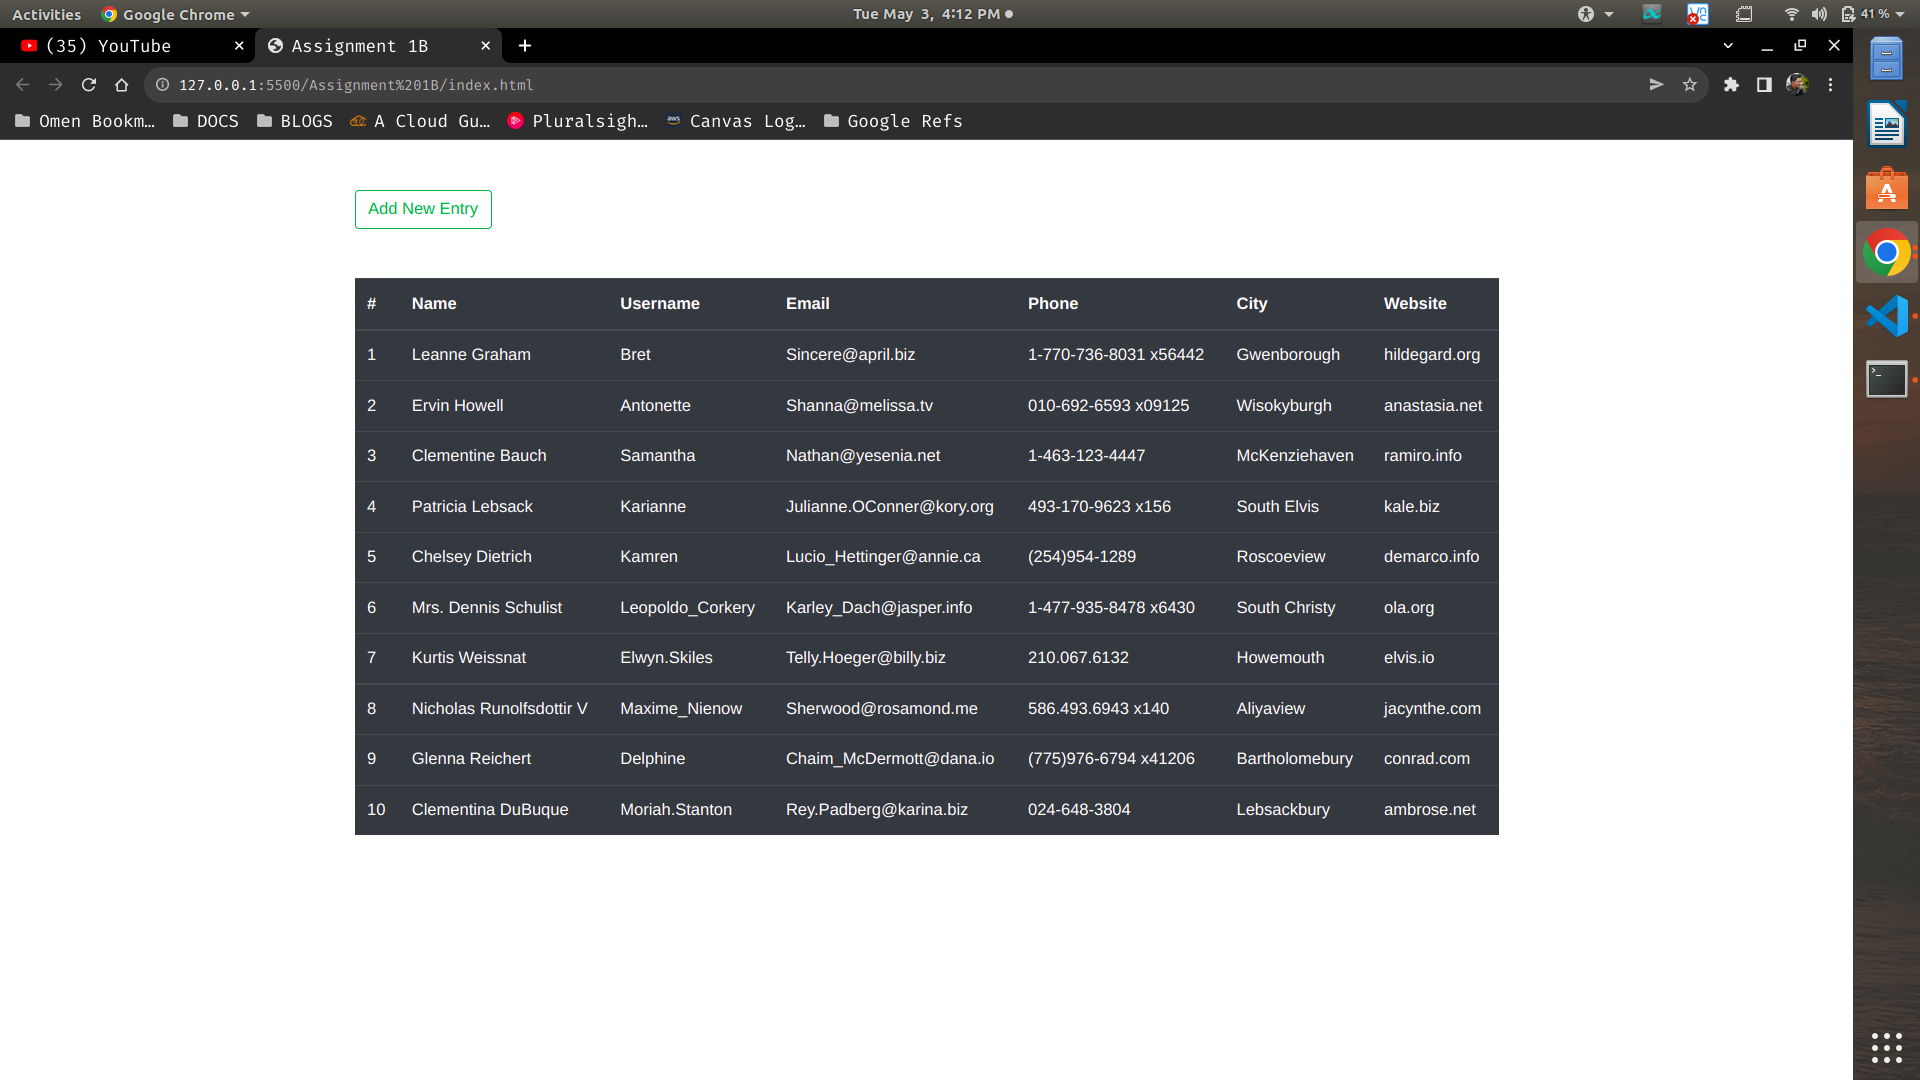 Activities Google Chrome Tue May 3, 4:12 PM 41 %
(35) YouTube Assignment 1B
127.0.0.1:5500/Assignment%201B/index.html
Omen Bookm… DOCS BLOGS A Cloud Gu… Pluralsigh… aws Canvas Log… Google Refs
Add New Entry
# Name Username Email Phone City Website
1 Leanne Graham Bret Sincere@april.biz 1-770-736-8031 x56442 Gwenborough hildegard.org
2 Ervin Howell Antonette Shanna@melissa.tv 010-692-6593 x09125 Wisokyburgh anastasia.net
3 Clementine Bauch Samantha Nathan@yesenia.net 1-463-123-4447 McKenziehaven ramiro.info
4 Patricia Lebsack Karianne Julianne.OConner@kory.org 493-170-9623 x156 South Elvis kale.biz
5 Chelsey Dietrich Kamren Lucio_Hettinger@annie.ca (254)954-1289 Roscoeview demarco.info
6 Mrs. Dennis Schulist Leopoldo_Corkery Karley_Dach@jasper.info 1-477-935-8478 x6430 South Christy ola.org
7 Kurtis Weissnat Elwyn.Skiles Telly.Hoeger@billy.biz 210.067.6132 Howemouth elvis.io
8 Nicholas Runolfsdottir V Maxime_Nienow Sherwood@rosamond.me 586.493.6943 x140 Aliyaview jacynthe.com
9 Glenna Reichert Delphine Chaim_McDermott@dana.io (775)976-6794 x41206 Bartholomebury conrad.com
10 Clementina DuBuque Moriah.Stanton Rey.Padberg@karina.biz 024-648-3804 Lebsackbury ambrose.net